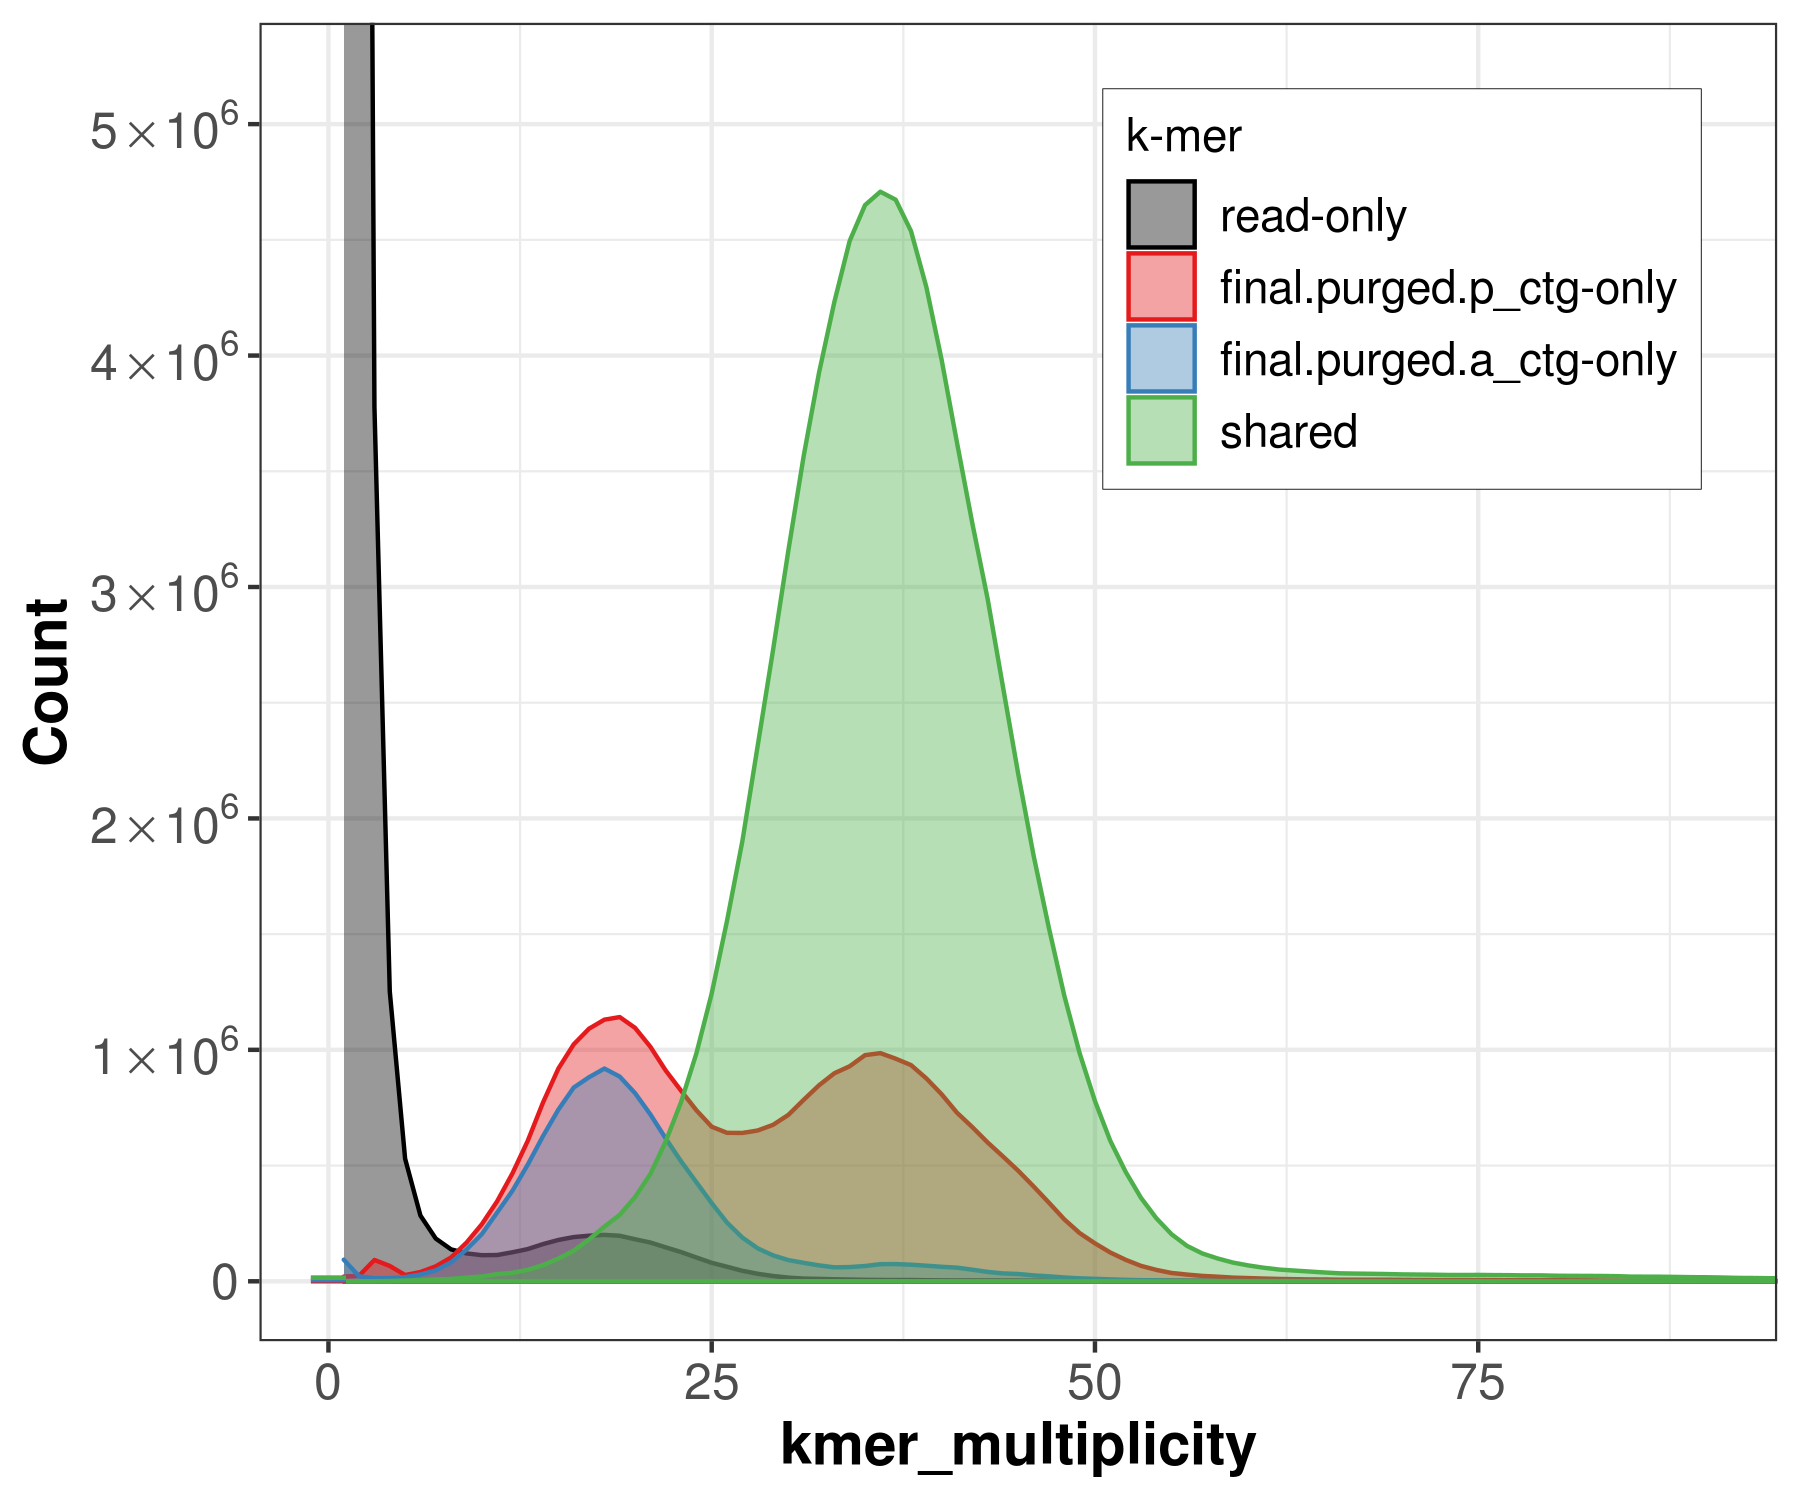 k-mer
read-only
final.purged.p_ctg-only
final.purged.a_ctg-only
shared
5×10⁶
4×10⁶
3×10⁶
2×10⁶
1×10⁶
0
Count
0 25 50 75
kmer_multiplicity